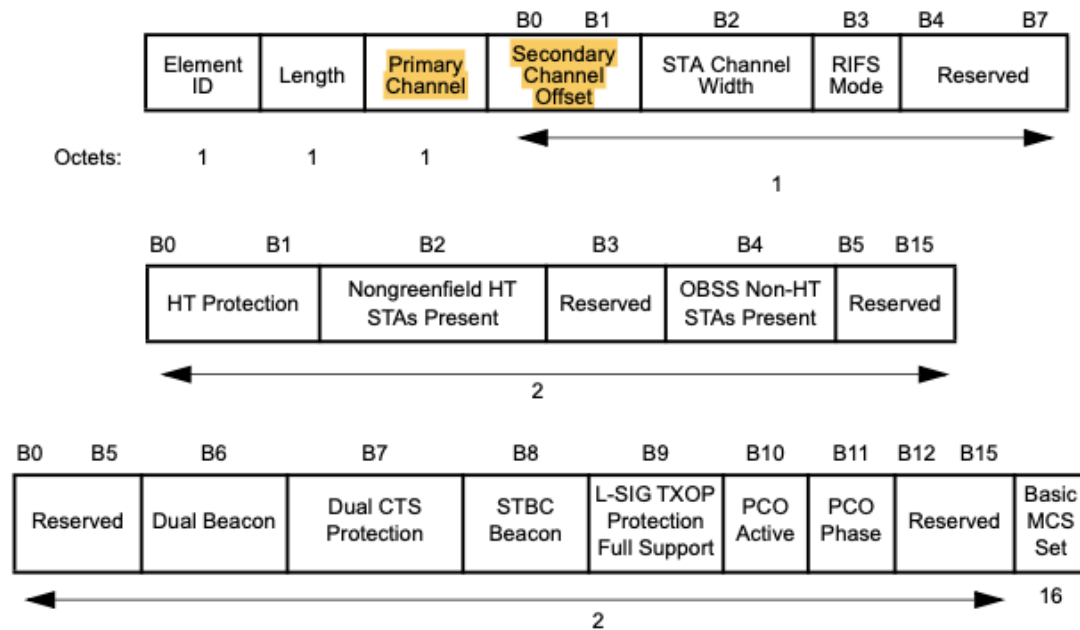 B0 B1 B2 B3 B4 B7
Element ID Length Primary Channel Secondary Channel Offset STA Channel Width RIFS Mode Reserved
Octets: 1 1 1
1
B0 B1 B2 B3 B4 B5 B15
HT Protection Nongreenfield HT STAs Present Reserved OBSS Non-HT STAs Present Reserved
2
B0 B5 B6 B7 B8 B9 B10 B11 B12 B15
Reserved Dual Beacon Dual CTS Protection STBC Beacon L-SIG TXOP Protection Full Support PCO Active PCO Phase Reserved Basic MCS Set
16
2